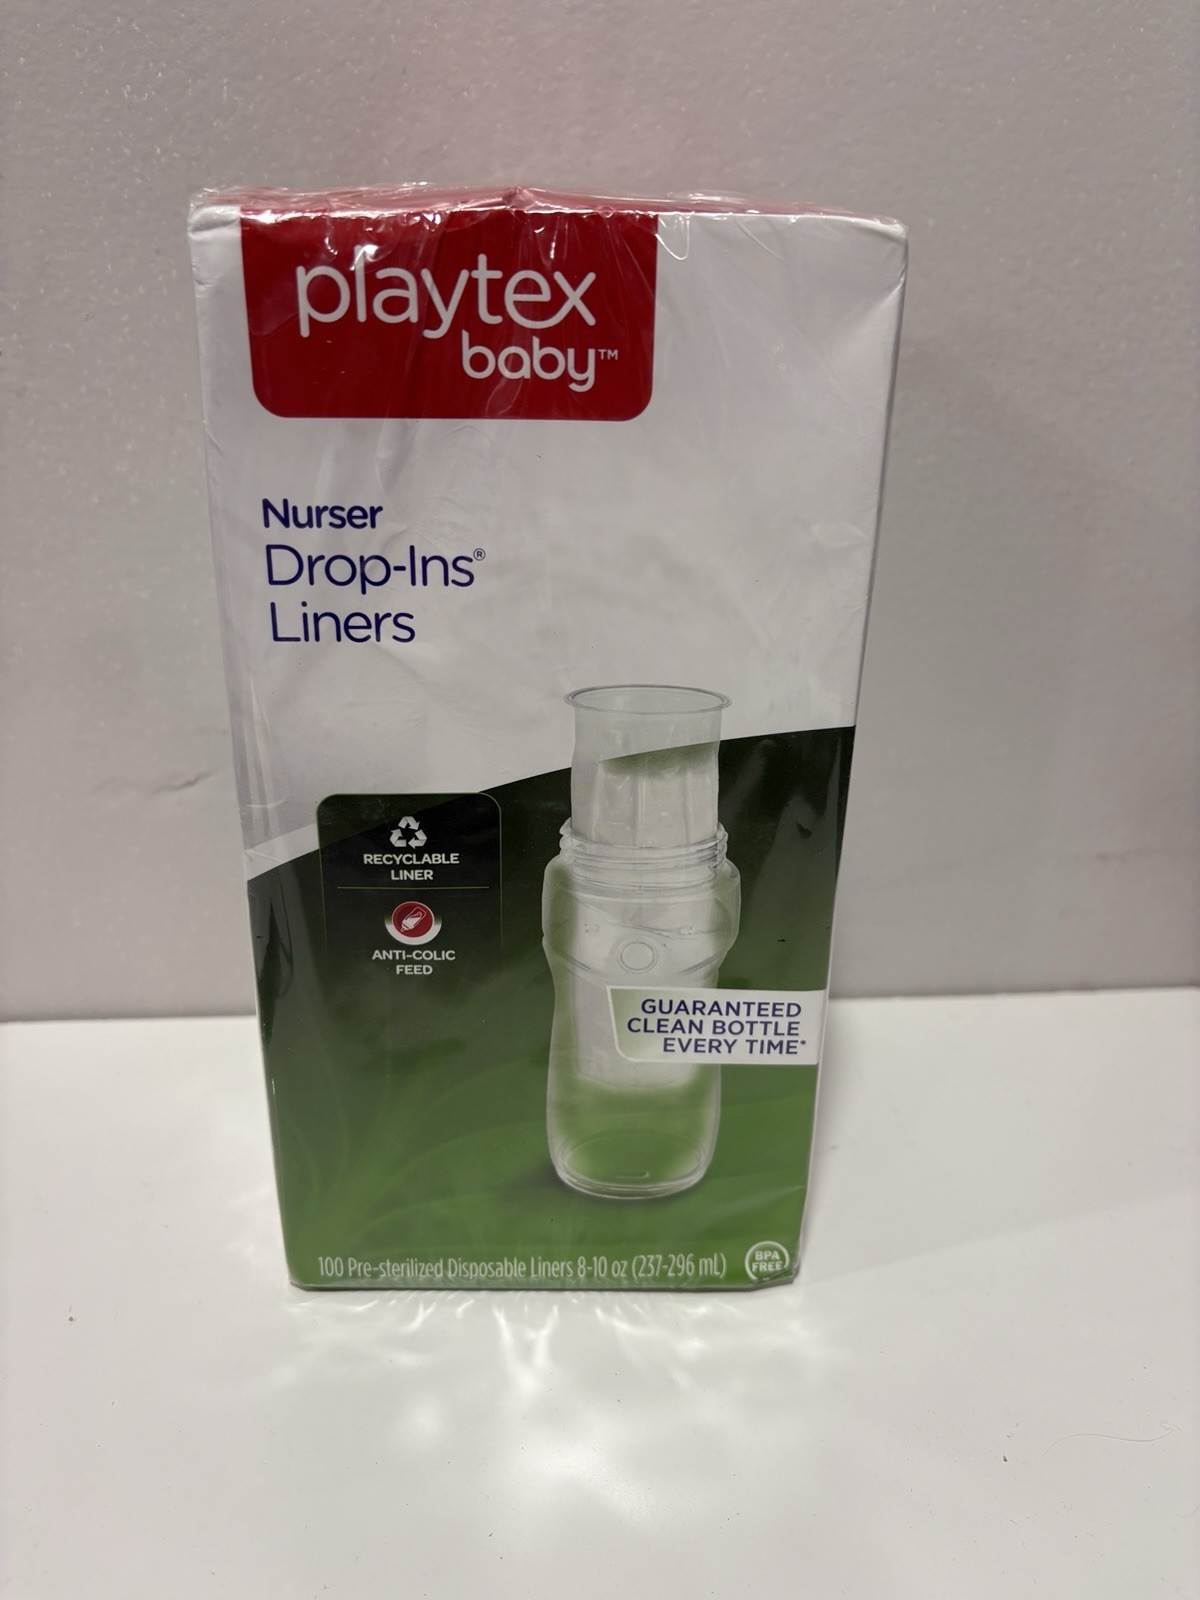 playtex
baby™
Nurser
Drop-Ins®
Liners
RECYCLABLE
LINER
ANTI-COLIC
FEED
GUARANTEED
CLEAN BOTTLE
EVERY TIME*
100 Pre-sterilized Disposable Liners 8-10 oz (237-296 mL)
BPA
FREE